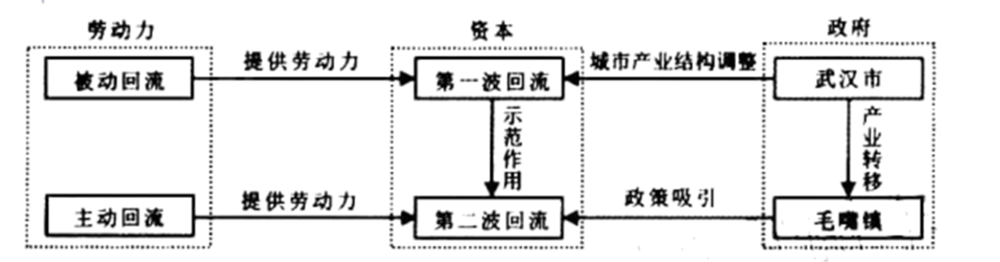 劳动力 资本 政府
被动回流 提供劳动力 第一波回流 城市产业结构调整 武汉市
示范作用 产业转移
主动回流 提供劳动力 第二波回流 政策吸引 毛嘴镇